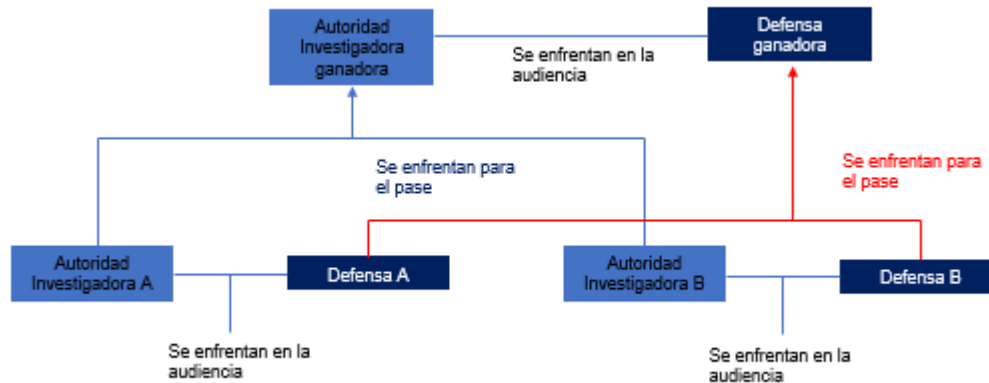 Autoridad
Investigadora
ganadora
Se enfrentan en la
audiencia
Defensa
ganadora
Se enfrentan para
el pase
Se enfrentan para
el pase
Autoridad
Investigadora A
Defensa A
Autoridad
Investigadora B
Defensa B
Se enfrentan en la
audiencia
Se enfrentan en la
audiencia